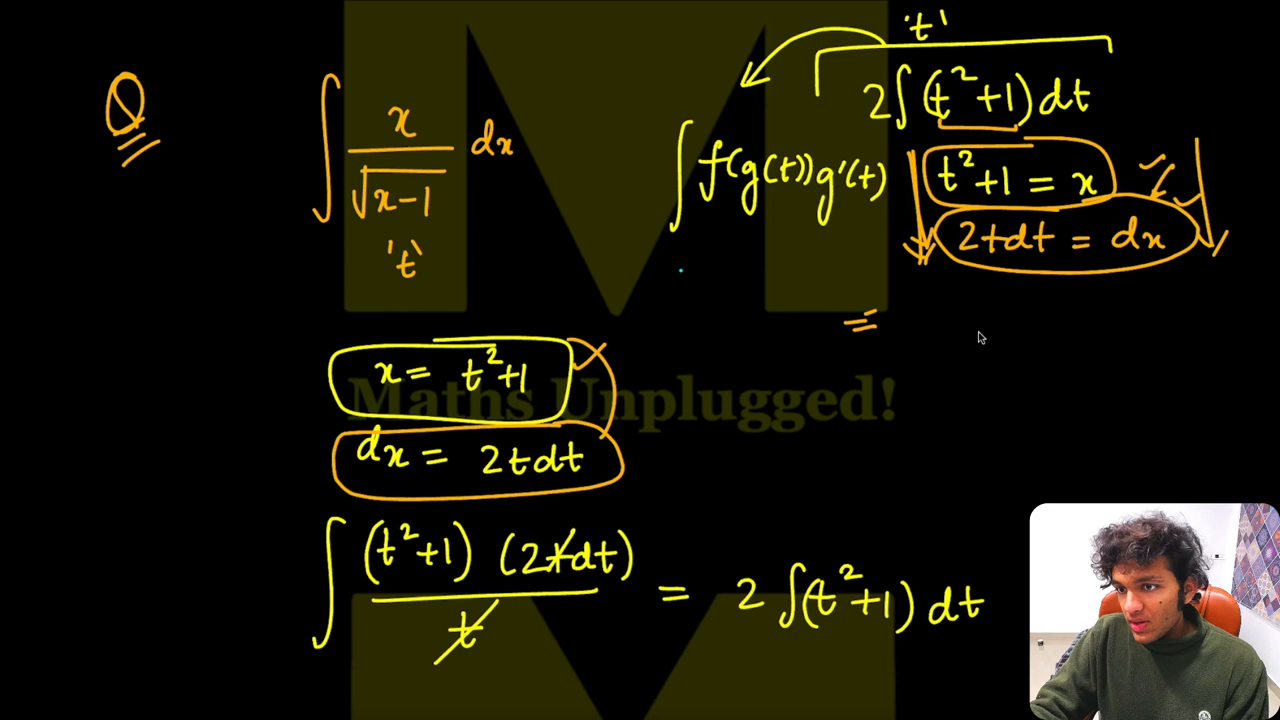 Q
∫ x / √(x-1) dx
't'
x = t²+1
dx = 2tdt
∫ (t²+1) (2tdt) / t = 2 ∫(t²+1) dt
't'
2∫(t²+1) dt
∫ f(g(t)) g'(t)
t²+1 = x
2tdt = dx
=
Maths Unplugged!